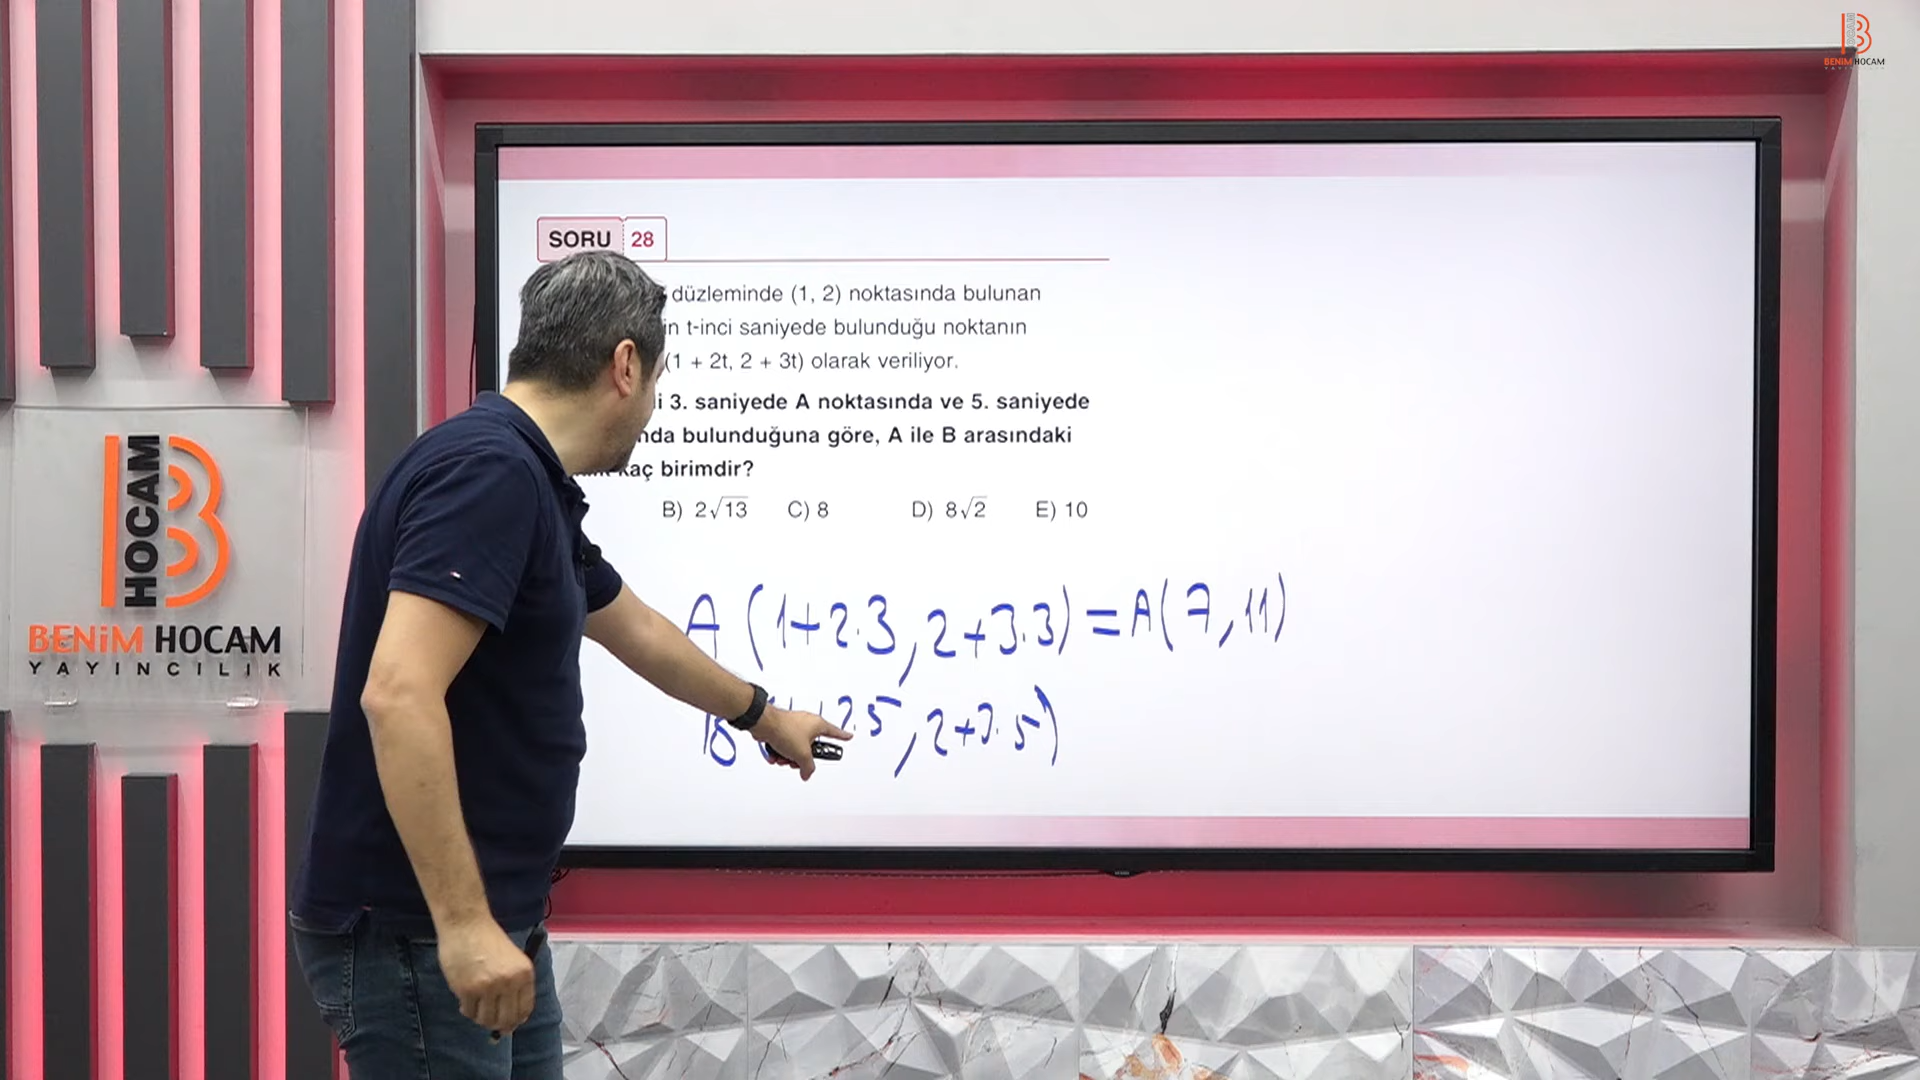 BENİM HOCAM
YAYINCILIK
SORU 28
düzleminde (1, 2) noktasında bulunan
in t-inci saniyede bulunduğu noktanın
(1 + 2t, 2 + 3t) olarak veriliyor.
3. saniyede A noktasında ve 5. saniyede
nda bulunduğuna göre, A ile B arasındaki
kaç birimdir?
B) 2√13 C) 8 D) 8√2 E) 10
A (1+2.3, 2+3.3) = A(7, 11)
B ( +2.5, 2+3.5)
B HOCAM
BENİM HOCAM
YAYINCILIK